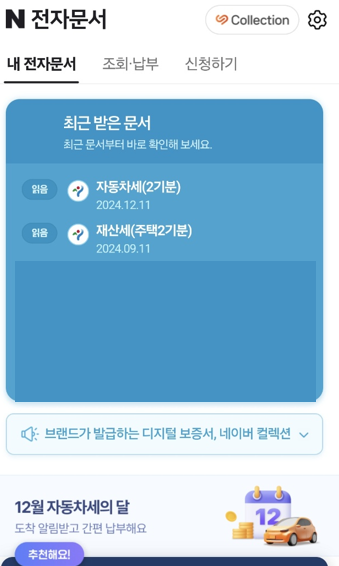 N 전자문서
Collection
내 전자문서 조회·납부 신청하기
최근 받은 문서
최근 문서부터 바로 확인해 보세요.
읽음 자동차세(2기분)
2024.12.11
읽음 재산세(주택2기분)
2024.09.11
브랜드가 발급하는 디지털 보증서, 네이버 컬렉션
12월 자동차세의 달
도착 알림받고 간편 납부해요
12
추천해요!